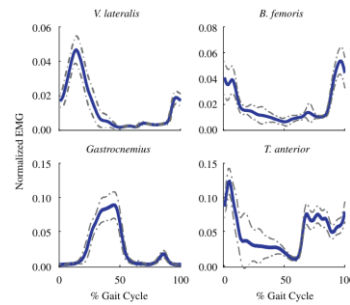 V. lateralis
B. femoris
0.06
0.04
0.02
0.00
0.08
0.06
0.04
0.02
0.00
Normalized EMG
Gastrocnemius
T. anterior
0.15
0.10
0.05
0.00
0.15
0.10
0.05
0.00
0 50 100
0 50 100
% Gait Cycle
% Gait Cycle